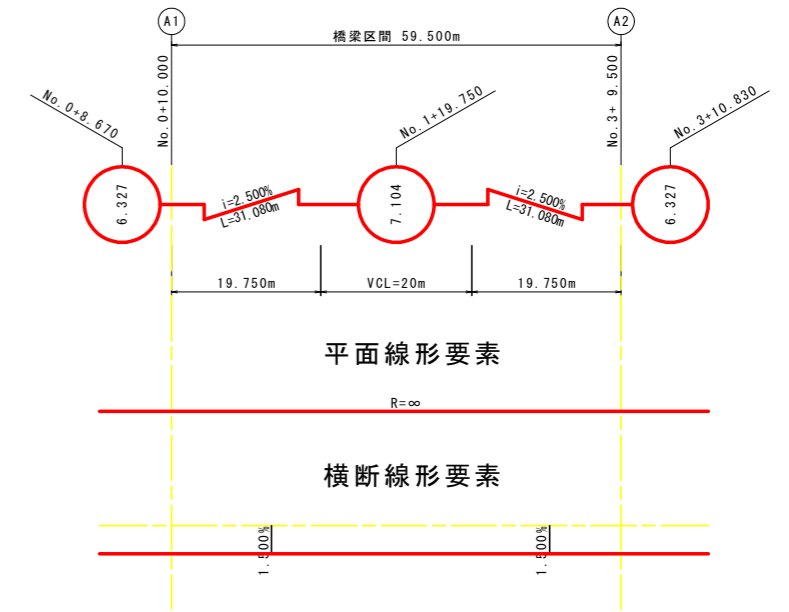 A1
A2
橋梁区間 59.500m
No.0+10.000
No.3+ 9.500
No.0+8.670
No.1+19.750
No.3+10.830
6.327
i=2.500%
L=31.080m
7.104
i=2.500%
L=31.080m
6.327
19.750m
VCL=20m
19.750m
平面線形要素
R=∞
横断線形要素
1.500%
1.500%